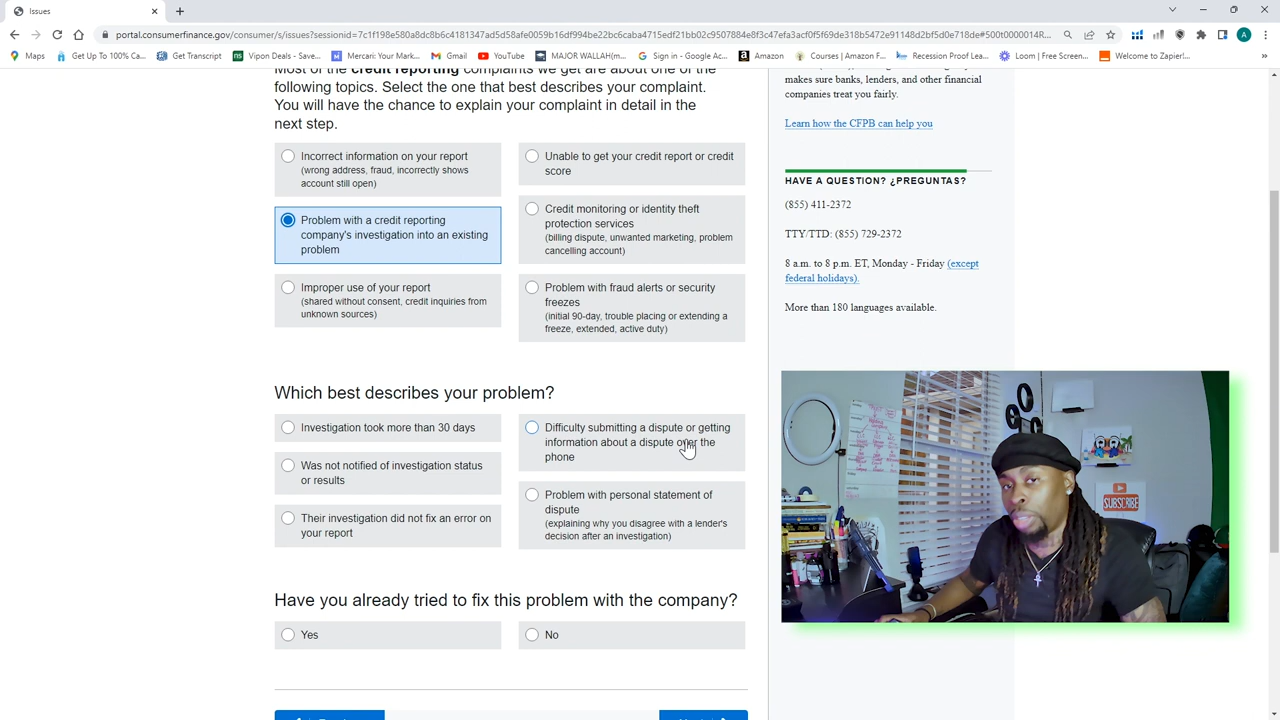 Issues
portal.consumerfinance.gov/consumer/s/issues?sessionid=7c1f198e580a8dc8b6c4181347ad5d58afe0059b16df994be22bc6caba4715edf21bb02c9507884e8f3c47efa3acf0f5f69de318b5472e91148d2bf5d0e718de#500t0000014R...
Maps
Get Up To 100% Ca...
Get Transcript
Vipon Deals - Save...
Mercari: Your Mark...
Gmail
YouTube
MAJOR WALLAH(m...
Sign in - Google Ac...
Amazon
Courses | Amazon F...
Recession Proof Lea...
Loom | Free Screen...
Welcome to Zapier!...
Most of the credit reporting complaints we get are about one of the
following topics. Select the one that best describes your complaint.
You will have the chance to explain your complaint in detail in the
next step.
Incorrect information on your report
(wrong address, fraud, incorrectly shows
account still open)
Unable to get your credit report or credit
score
Problem with a credit reporting
company's investigation into an existing
problem
Credit monitoring or identity theft
protection services
(billing dispute, unwanted marketing, problem
cancelling account)
Improper use of your report
(shared without consent, credit inquiries from
unknown sources)
Problem with fraud alerts or security
freezes
(initial 90-day, trouble placing or extending a
freeze, extended, active duty)
Which best describes your problem?
Investigation took more than 30 days
Difficulty submitting a dispute or getting
information about a dispute over the
phone
Was not notified of investigation status
or results
Problem with personal statement of
dispute
(explaining why you disagree with a lender's
decision after an investigation)
Their investigation did not fix an error on
your report
Have you already tried to fix this problem with the company?
Yes
No
makes sure banks, lenders, and other financial
companies treat you fairly.
Learn how the CFPB can help you
HAVE A QUESTION? ¿PREGUNTAS?
(855) 411-2372
TTY/TTD: (855) 729-2372
8 a.m. to 8 p.m. ET, Monday - Friday (except
federal holidays).
More than 180 languages available.
SUBSCRIBE